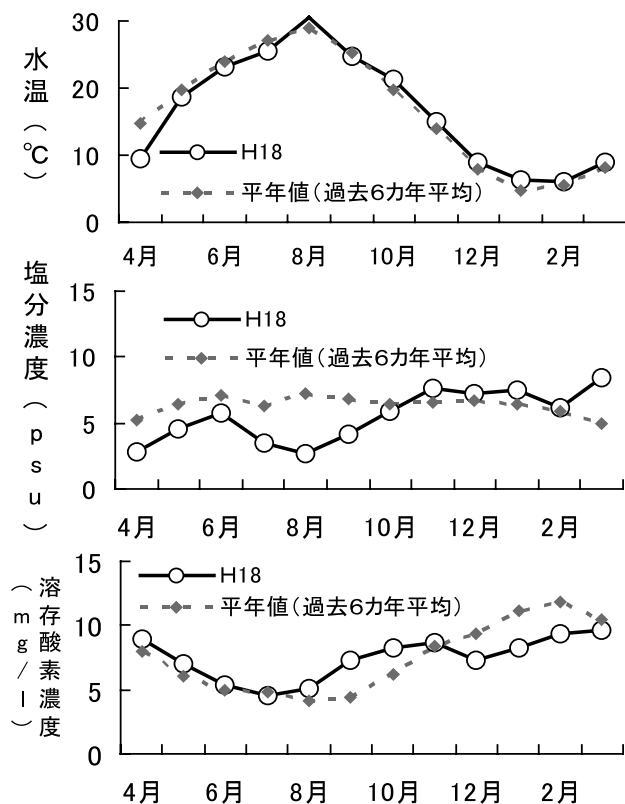 水温（℃）
30
20
10
0
H18
平年値（過去6カ年平均）
4月 6月 8月 10月 12月 2月
塩分濃度（psu）
15
10
5
0
H18
平年値（過去6カ年平均）
4月 6月 8月 10月 12月 2月
溶存酸素濃度（mg/l）
15
10
5
0
H18
平年値（過去6カ年平均）
4月 6月 8月 10月 12月 2月